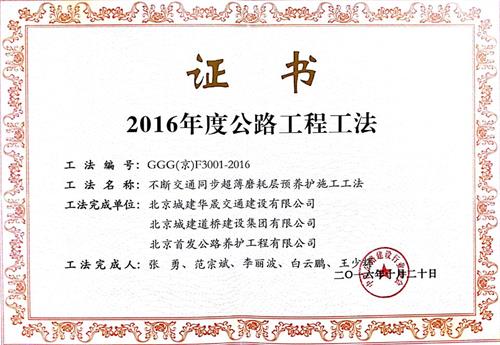 证书
2016年度公路工程工法
工法编号：GGG(京)F3001-2016
工法名称：不断交通同步超薄磨耗层预养护施工工法
工法完成单位：北京城建华晟交通建设有限公司
北京城建道桥建设集团有限公司
北京首发公路养护工程有限公司
工法完成人：张勇、范宗斌、李丽波、白云鹏、王少
二〇一六年十月二十日